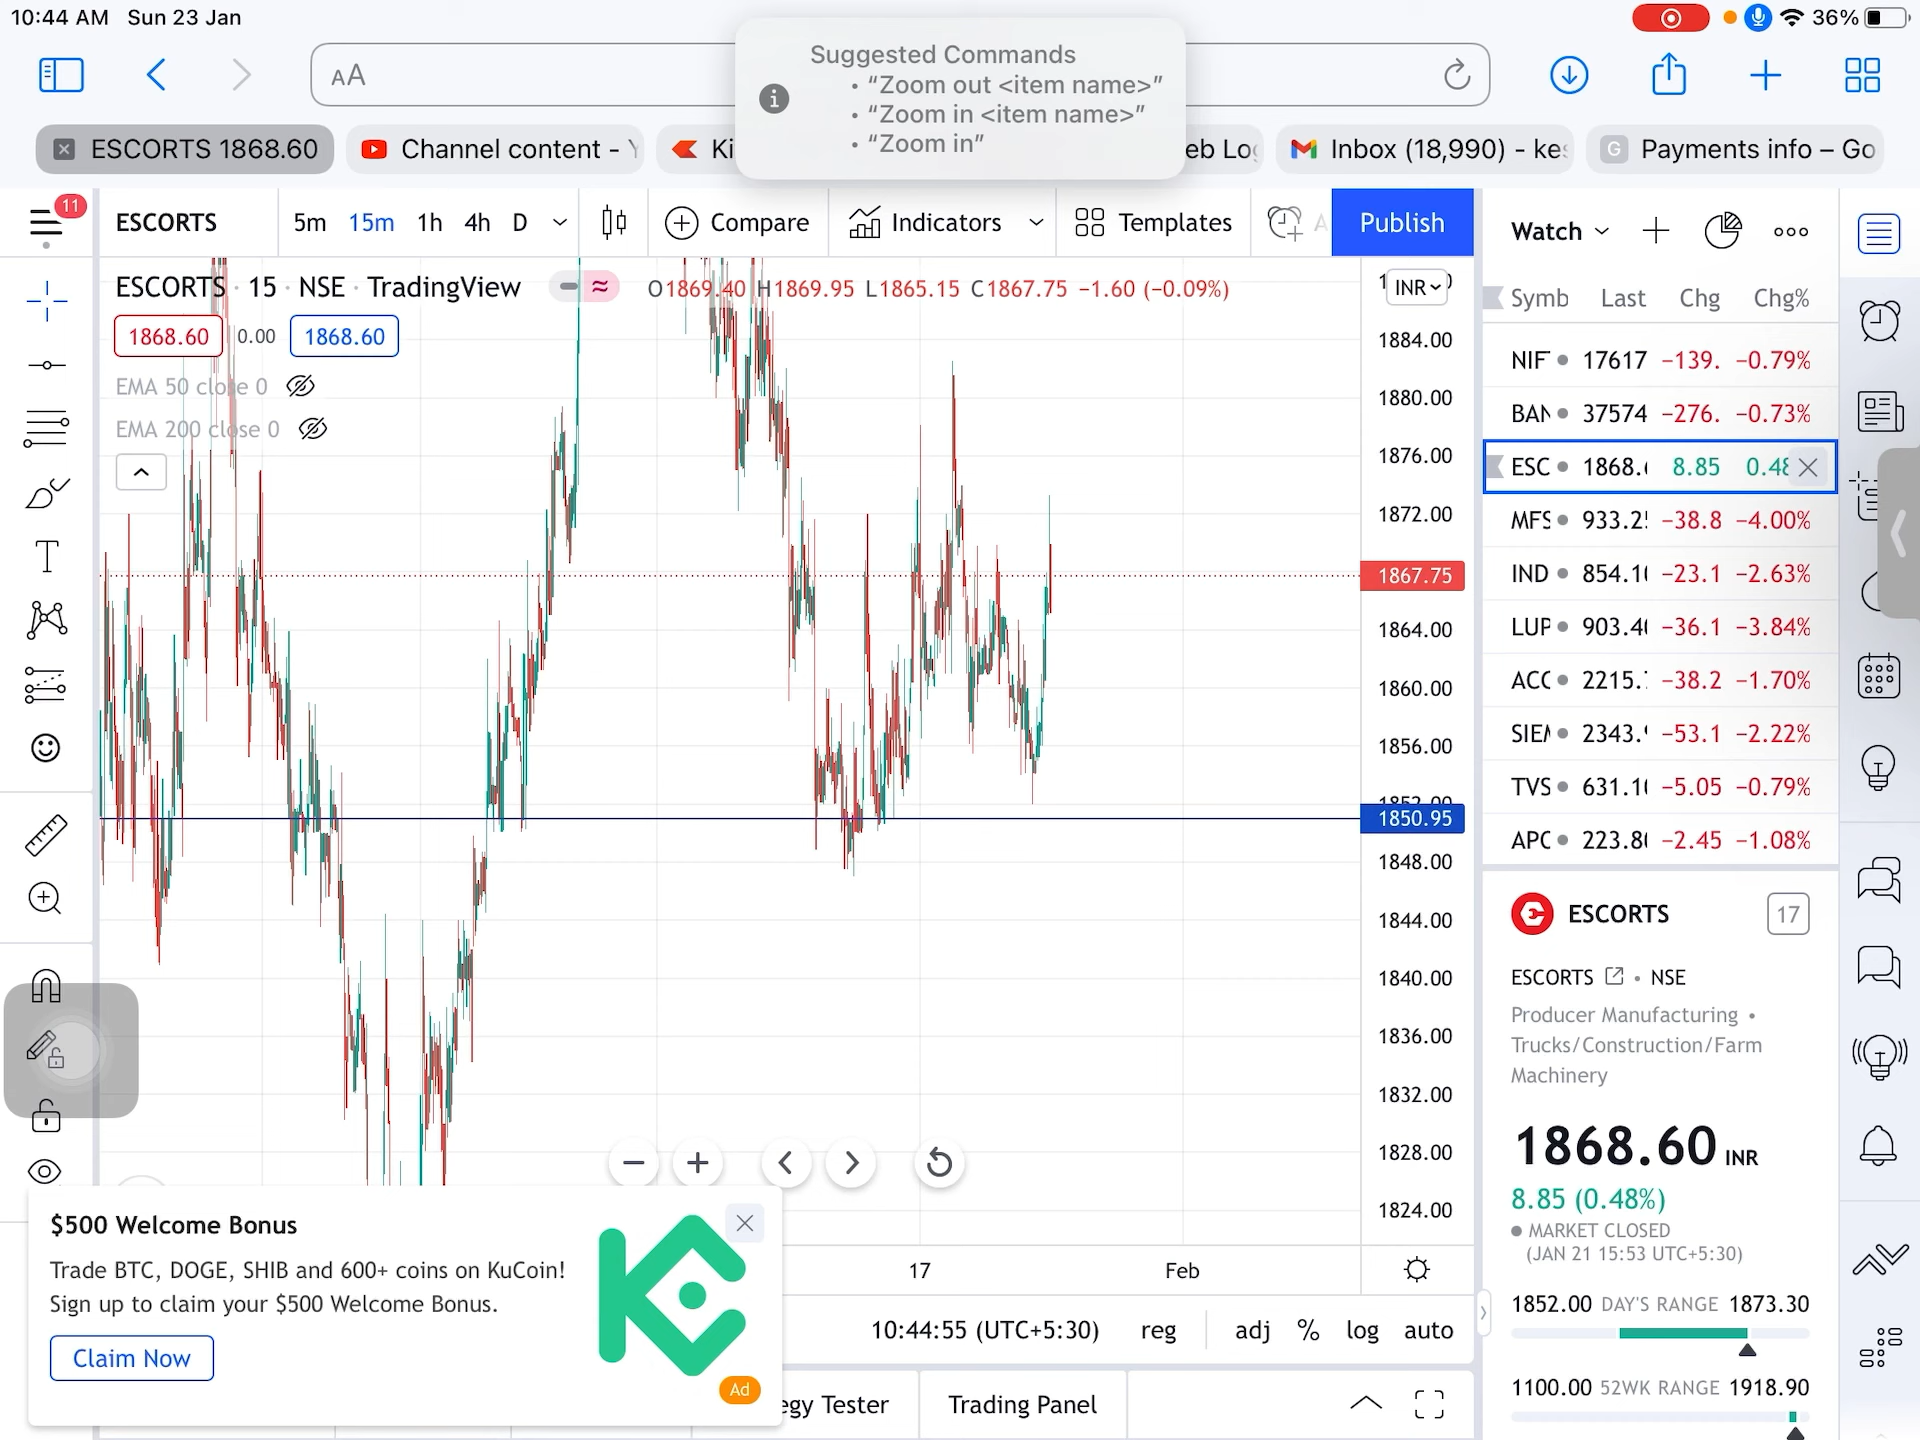 10:44 AM Sun 23 Jan
36%
Suggested Commands
• “Zoom out <item name>”
• “Zoom in <item name>”
• “Zoom in”
AA
ESCORTS 1868.60
Channel content -
Inbox (18,990) -
Payments info – Go
11
ESCORTS
5m 15m 1h 4h D
Compare
Indicators
Templates
Publish
Watch
ESCORTS · 15 · NSE · TradingView
O1869.40 H1869.95 L1865.15 C1867.75 −1.60 (−0.09%)
INR
1868.60 0.00 1868.60
EMA 50 close 0
EMA 200 close 0
1884.00
1880.00
1876.00
1872.00
1867.75
1864.00
1860.00
1856.00
1852.00
1850.95
1848.00
1844.00
1840.00
1836.00
1832.00
1828.00
1824.00
17 Feb
Symb Last Chg Chg%
NIF 17617 −139. −0.79%
BAN 37574 −276. −0.73%
ESC 1868. 8.85 0.48
MFS 933.2 −38.8 −4.00%
IND 854.1 −23.1 −2.63%
LUP 903.4 −36.1 −3.84%
ACC 2215. −38.2 −1.70%
SIEM 2343. −53.1 −2.22%
TVS 631.1 −5.05 −0.79%
APO 223.8 −2.45 −1.08%
ESCORTS
17
ESCORTS • NSE
Producer Manufacturing •
Trucks/Construction/Farm
Machinery
1868.60 INR
8.85 (0.48%)
MARKET CLOSED
(JAN 21 15:53 UTC+5:30)
1852.00 DAY'S RANGE 1873.30
1100.00 52WK RANGE 1918.90
$500 Welcome Bonus
Trade BTC, DOGE, SHIB and 600+ coins on KuCoin!
Sign up to claim your $500 Welcome Bonus.
Claim Now
Ad
10:44:55 (UTC+5:30) reg adj % log auto
egy Tester
Trading Panel